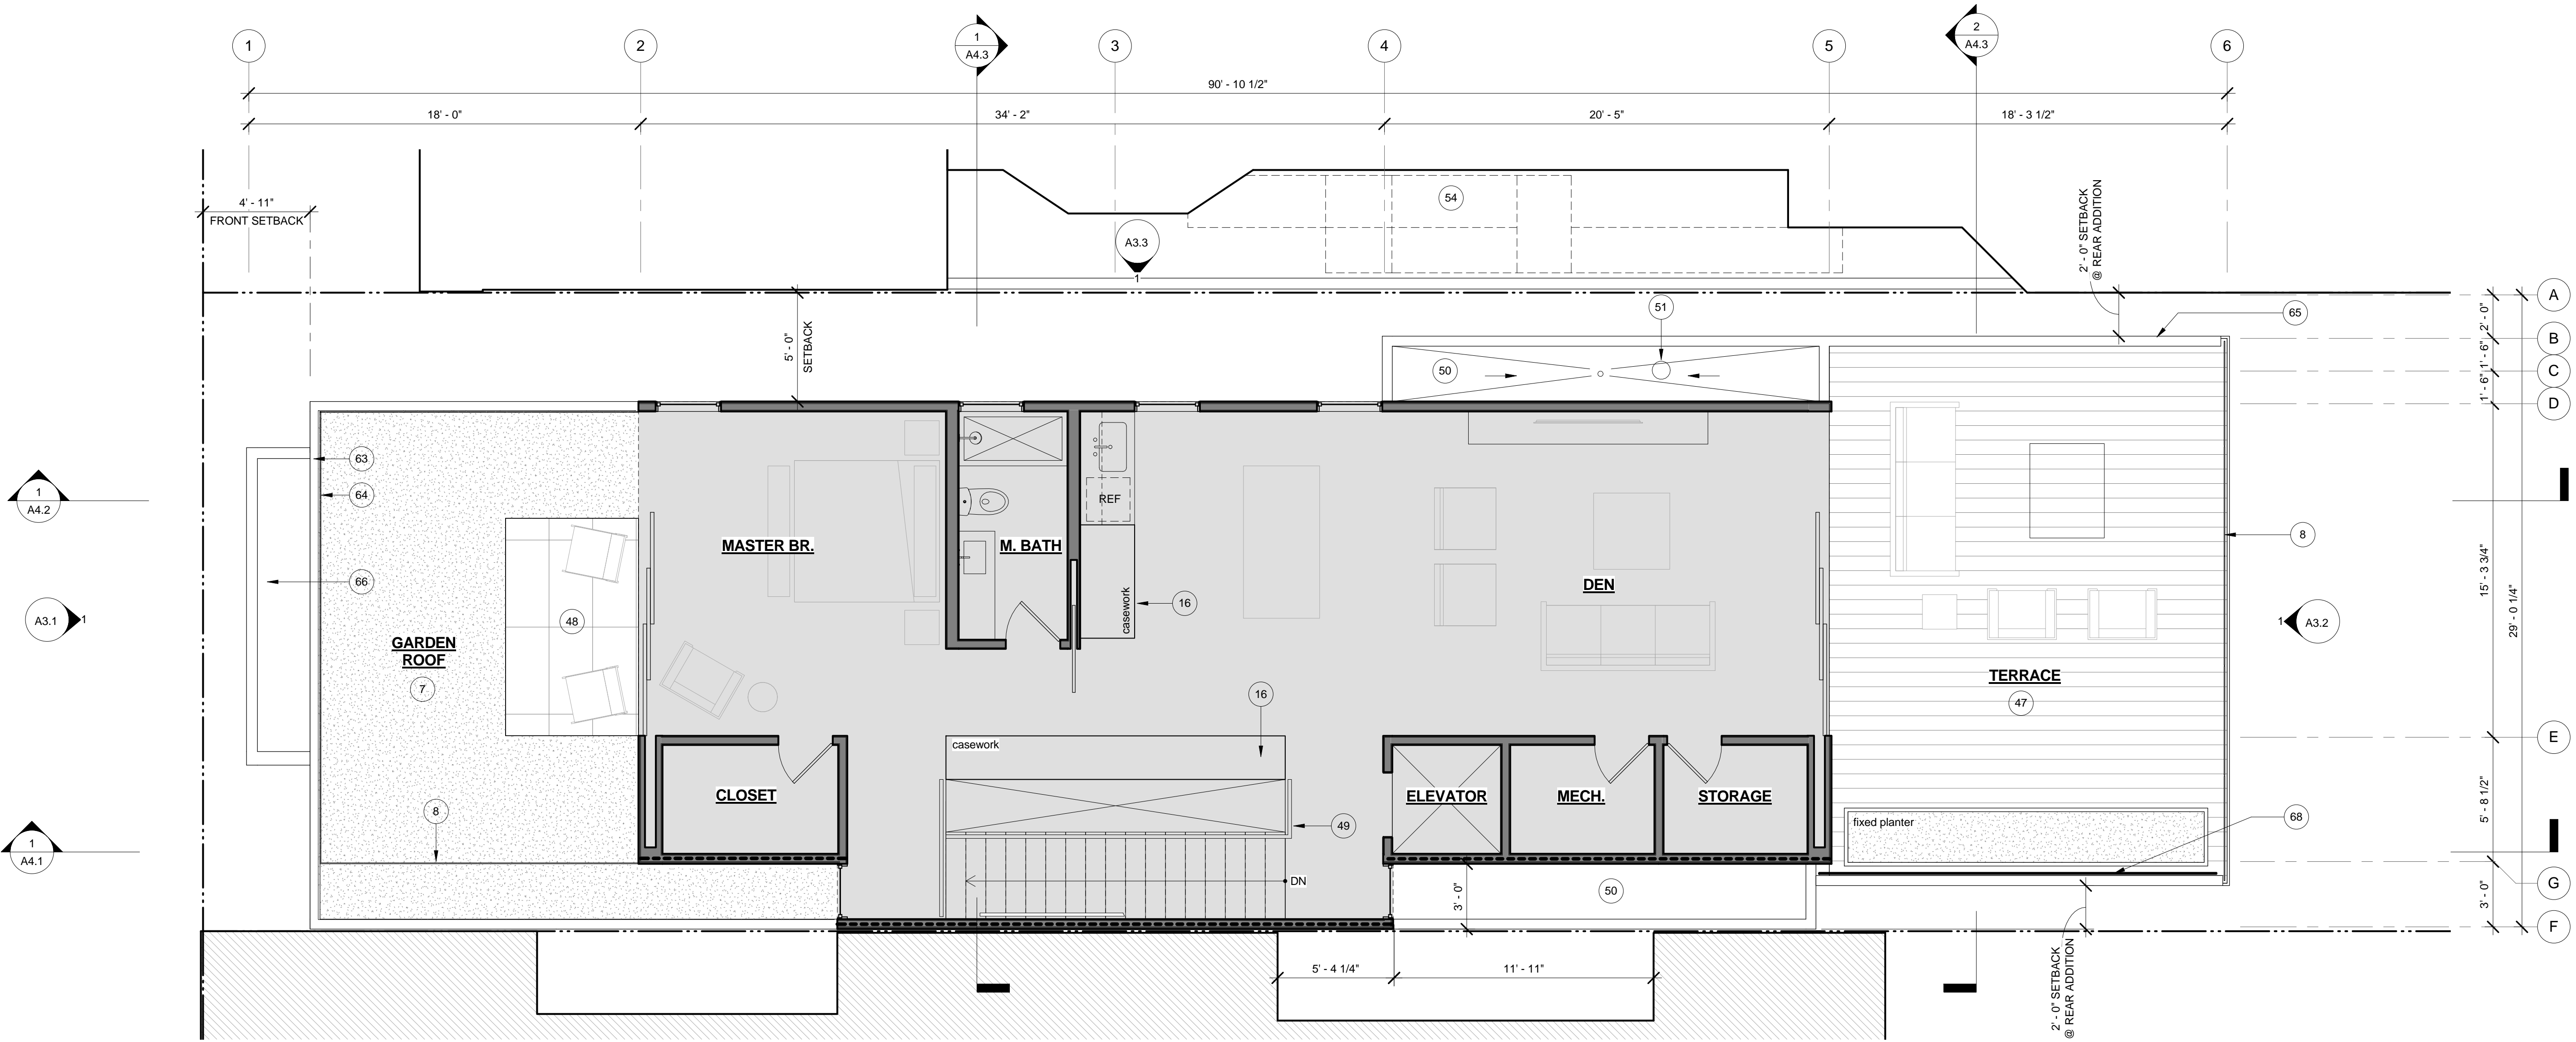 1
2
1
A4.3
3
4
5
2
A4.3
6
90' - 10 1/2"
18' - 0"
34' - 2"
20' - 5"
18' - 3 1/2"
4' - 11"
FRONT SETBACK
54
A3.3
1
2' - 0" SETBACK
@ REAR ADDITION
5' - 0"
SETBACK
51
50
65
A
B
C
D
2' - 0"
1' - 6"
1' - 6"
63
64
66
1
A4.2
REF
MASTER BR.
M. BATH
DEN
casework
16
8
48
A3.1
1
1
A3.2
15' - 3 3/4"
29' - 0 1/4"
GARDEN
ROOF
7
TERRACE
47
16
casework
E
CLOSET
ELEVATOR
MECH.
STORAGE
8
49
fixed planter
68
5' - 8 1/2"
1
A4.1
DN
3' - 0"
50
G
3' - 0"
F
5' - 4 1/4"
11' - 11"
2' - 0" SETBACK
@ REAR ADDITION